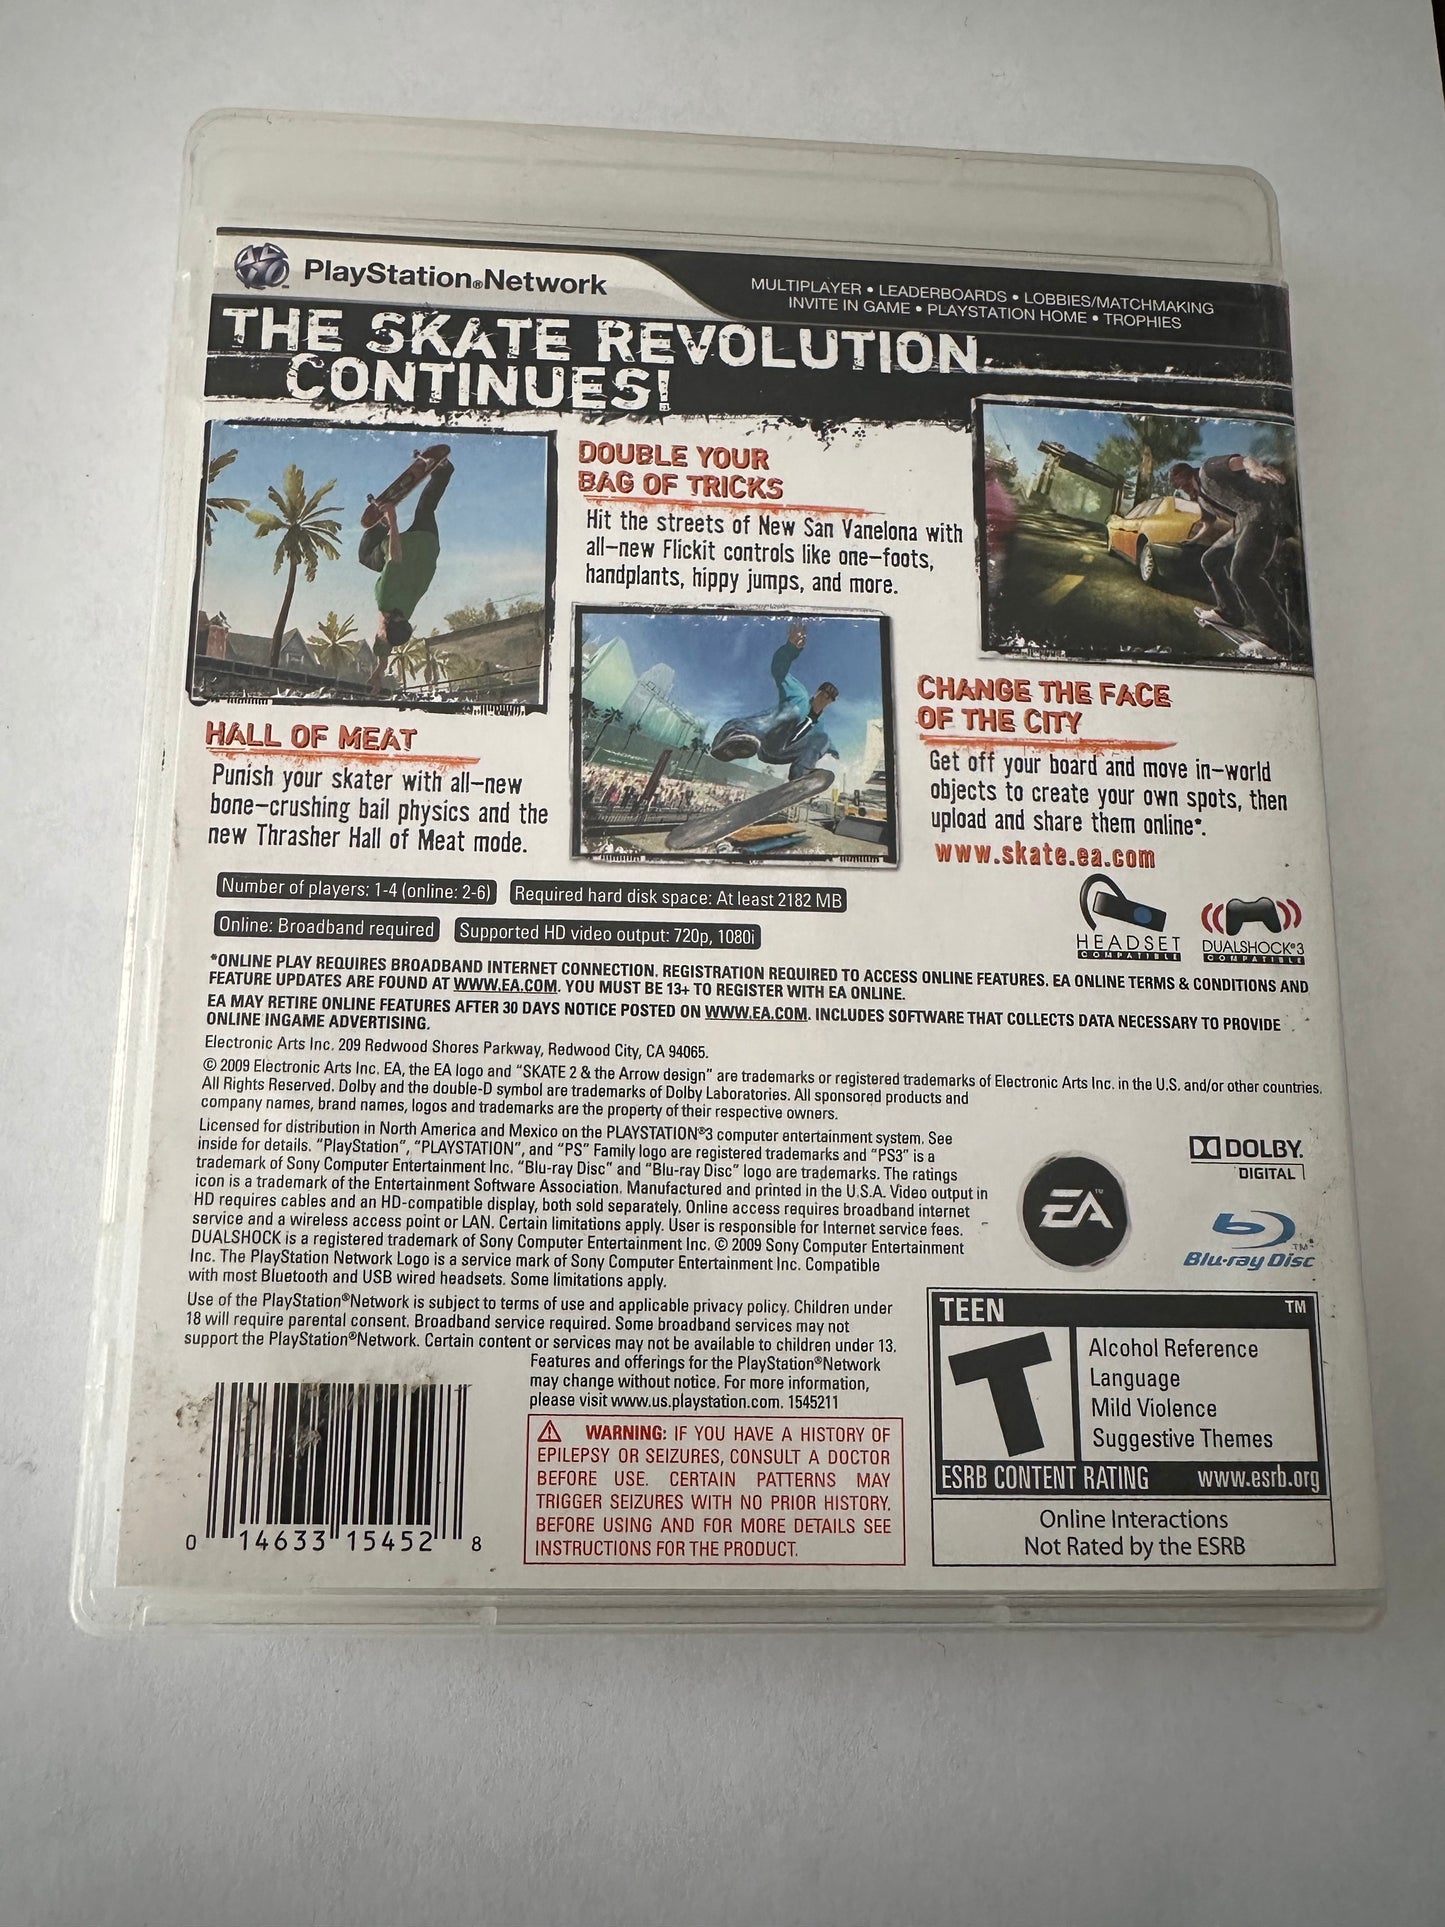 PlayStation®Network
MULTIPLAYER • LEADERBOARDS • LOBBIES/MATCHMAKING
INVITE IN GAME • PLAYSTATION HOME • TROPHIES
THE SKATE REVOLUTION
CONTINUES!
DOUBLE YOUR
BAG OF TRICKS
Hit the streets of New San Vanelona with
all-new Flickit controls like one-foots,
handplants, hippy jumps, and more.
HALL OF MEAT
Punish your skater with all-new
bone-crushing bail physics and the
new Thrasher Hall of Meat mode.
CHANGE THE FACE
OF THE CITY
Get off your board and move in-world
objects to create your own spots, then
upload and share them online*.
www.skate.ea.com
Number of players: 1-4 (online: 2-6)
Required hard disk space: At least 2182 MB
Online: Broadband required
Supported HD video output: 720p, 1080i
HEADSET
COMPATIBLE
DUALSHOCK®3
COMPATIBLE
*ONLINE PLAY REQUIRES BROADBAND INTERNET CONNECTION. REGISTRATION REQUIRED TO ACCESS ONLINE FEATURES. EA ONLINE TERMS & CONDITIONS AND
FEATURE UPDATES ARE FOUND AT WWW.EA.COM. YOU MUST BE 13+ TO REGISTER WITH EA ONLINE.
EA MAY RETIRE ONLINE FEATURES AFTER 30 DAYS NOTICE POSTED ON WWW.EA.COM. INCLUDES SOFTWARE THAT COLLECTS DATA NECESSARY TO PROVIDE
ONLINE INGAME ADVERTISING.
Electronic Arts Inc. 209 Redwood Shores Parkway, Redwood City, CA 94065.
© 2009 Electronic Arts Inc. EA, the EA logo and "SKATE 2 & the Arrow design" are trademarks or registered trademarks of Electronic Arts Inc. in the U.S. and/or other countries.
All Rights Reserved. Dolby and the double-D symbol are trademarks of Dolby Laboratories. All sponsored products and
company names, brand names, logos and trademarks are the property of their respective owners.
Licensed for distribution in North America and Mexico on the PLAYSTATION®3 computer entertainment system. See
inside for details. "PlayStation", "PLAYSTATION", and "PS" Family logo are registered trademarks and "PS3" is a
trademark of Sony Computer Entertainment Inc. "Blu-ray Disc" and "Blu-ray Disc" logo are trademarks. The ratings
icon is a trademark of the Entertainment Software Association. Manufactured and printed in the U.S.A. Video output in
HD requires cables and an HD-compatible display, both sold separately. Online access requires broadband internet
service and a wireless access point or LAN. Certain limitations apply. User is responsible for Internet service fees.
DUALSHOCK is a registered trademark of Sony Computer Entertainment Inc. © 2009 Sony Computer Entertainment
Inc. The PlayStation Network Logo is a service mark of Sony Computer Entertainment Inc. Compatible
with most Bluetooth and USB wired headsets. Some limitations apply.
Use of the PlayStation®Network is subject to terms of use and applicable privacy policy. Children under
18 will require parental consent. Broadband service required. Some broadband services may not
support the PlayStation®Network. Certain content or services may not be available to children under 13.
Features and offerings for the PlayStation®Network
may change without notice. For more information,
please visit www.us.playstation.com. 1545211
DOLBY.
DIGITAL
EA™
Blu-ray Disc™
⚠ WARNING: IF YOU HAVE A HISTORY OF
EPILEPSY OR SEIZURES, CONSULT A DOCTOR
BEFORE USE. CERTAIN PATTERNS MAY
TRIGGER SEIZURES WITH NO PRIOR HISTORY.
BEFORE USING AND FOR MORE DETAILS SEE
INSTRUCTIONS FOR THE PRODUCT.
TEEN ™
T
Alcohol Reference
Language
Mild Violence
Suggestive Themes
ESRB CONTENT RATING www.esrb.org
Online Interactions
Not Rated by the ESRB
0 14633 15452 8